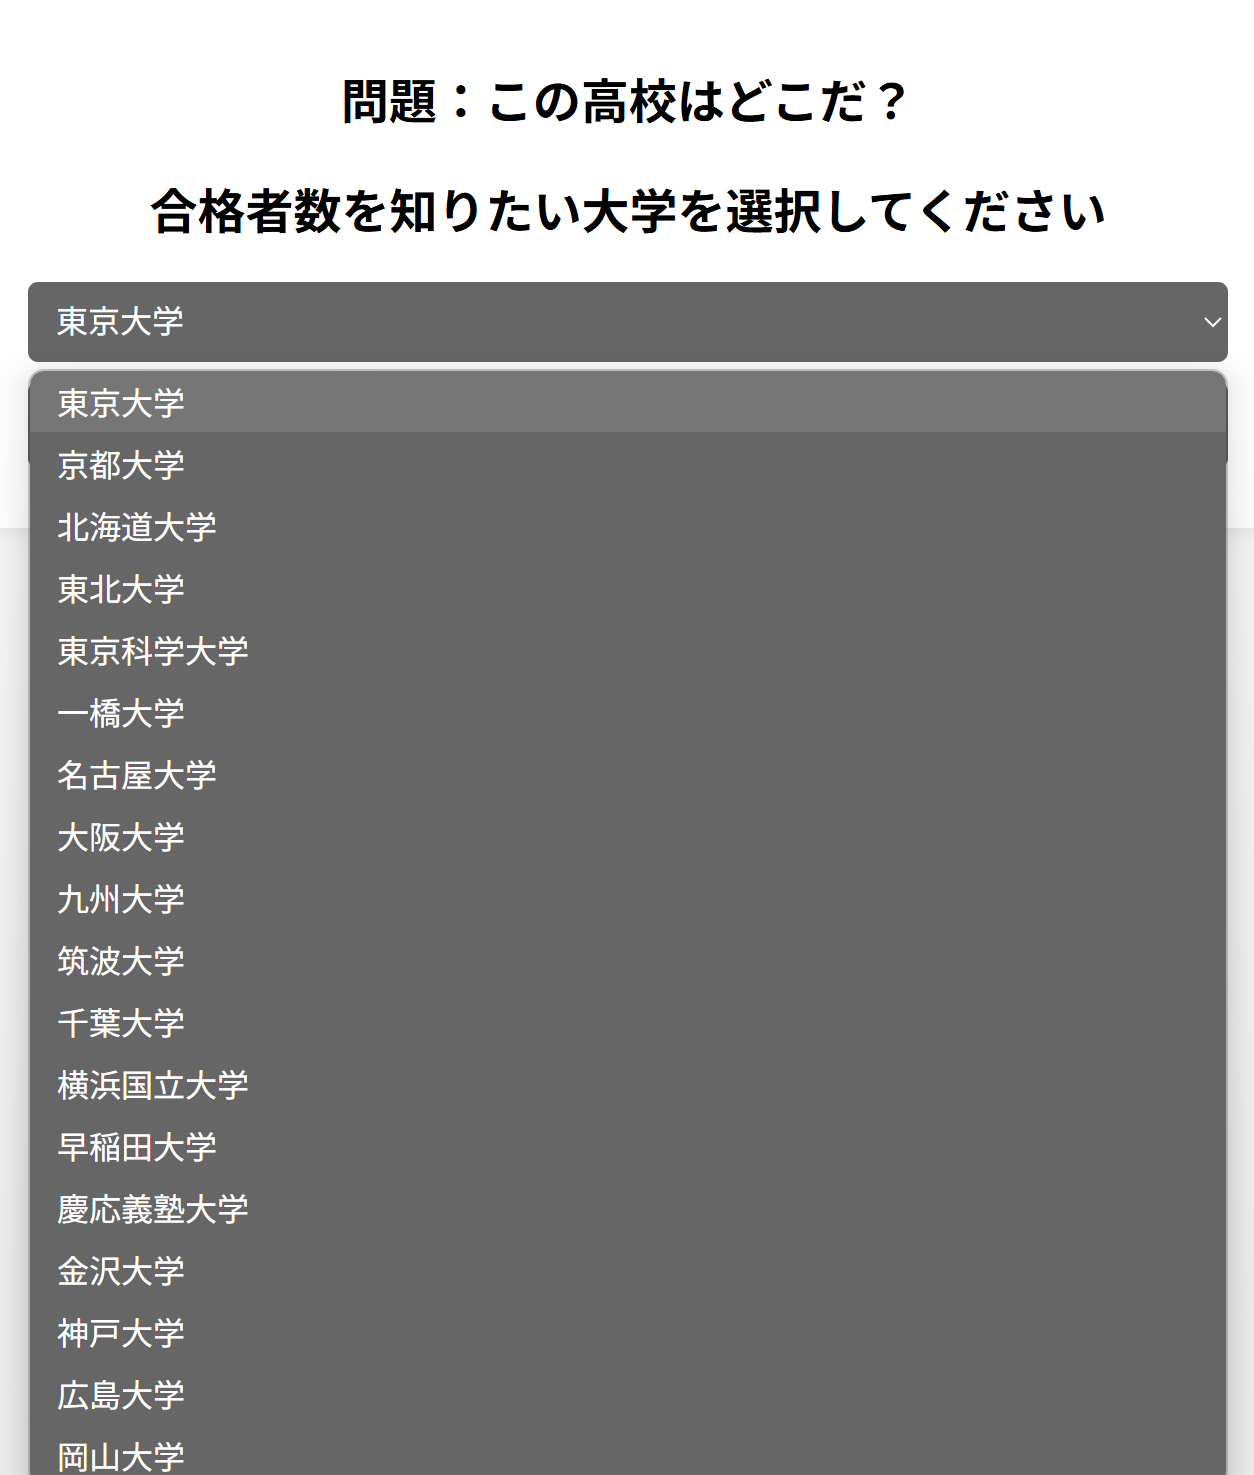 問題：この高校はどこだ？
合格者数を知りたい大学を選択してください
東京大学
東京大学
京都大学
北海道大学
東北大学
東京科学大学
一橋大学
名古屋大学
大阪大学
九州大学
筑波大学
千葉大学
横浜国立大学
早稲田大学
慶応義塾大学
金沢大学
神戸大学
広島大学
岡山大学